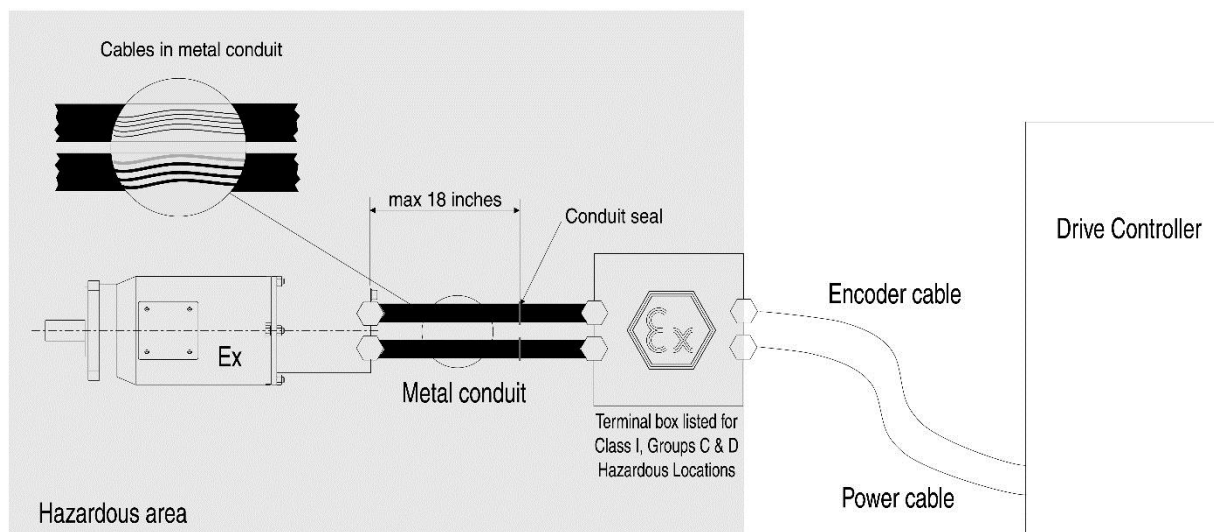 Cables in metal conduit
max 18 inches
Conduit seal
Drive Controller
Encoder cable
Ex
Ex
Metal conduit
Terminal box listed for
Class I, Groups C & D
Hazardous Locations
Power cable
Hazardous area